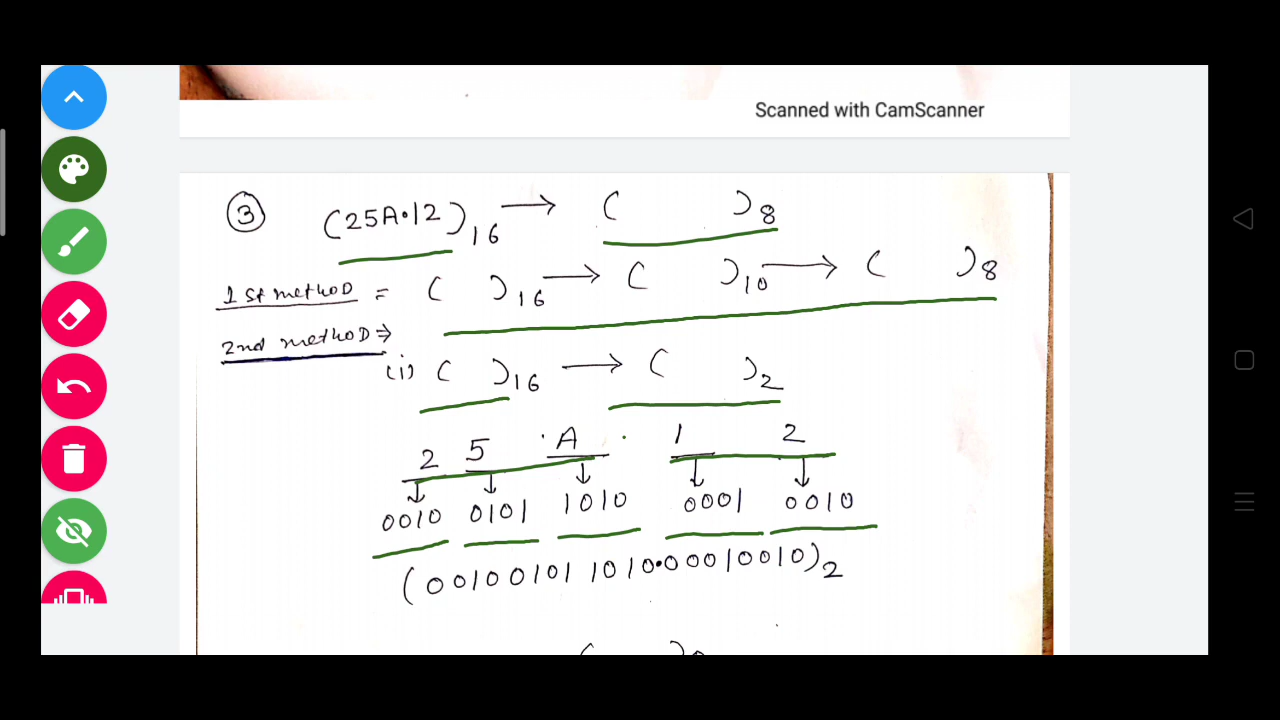 Scanned with CamScanner
③ (25A.12)₁₆ → ( )₈
1st methoD = ( )₁₆ → ( )₁₀ → ( )₈
2nd methoD ⇒
(i) ( )₁₆ → ( )₂
2 5 .A . 1 2
↓ ↓ ↓ ↓ ↓
0010 0101 1010 0001 0010
(00100101 1010.00010010)₂